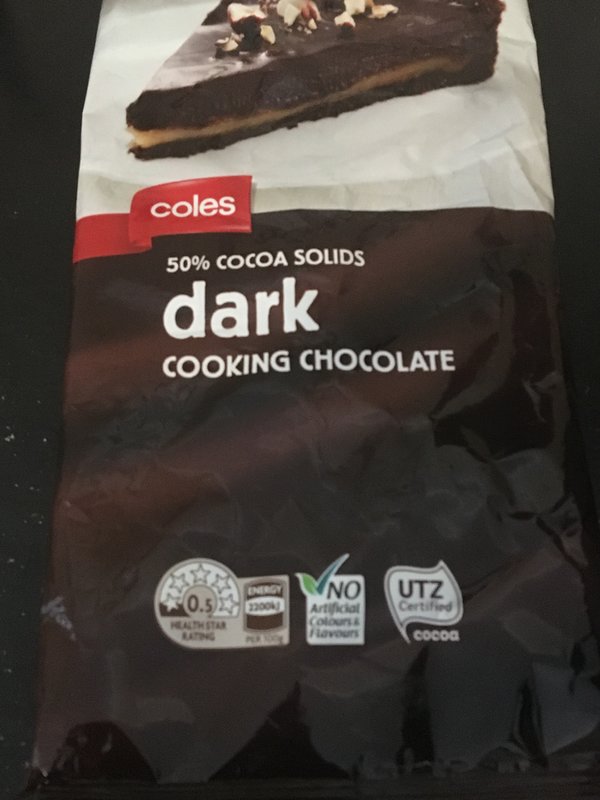 coles
50% COCOA SOLIDS
dark
COOKING CHOCOLATE
0.5
HEALTH STAR
RATING
ENERGY
2200kJ
PER 100g
NO
Artificial
Colours &
Flavours
UTZ
Certified
cocoa